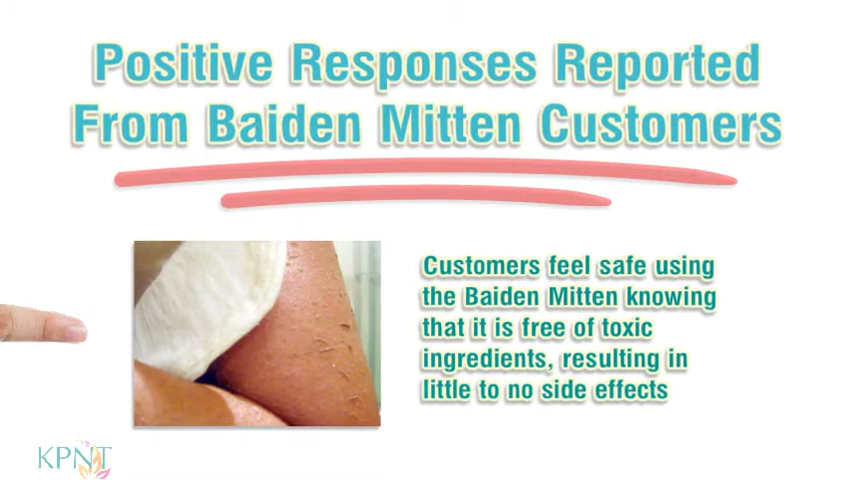 Positive Responses Reported
From Baiden Mitten Customers
Customers feel safe using
the Baiden Mitten knowing
that it is free of toxic
ingredients, resulting in
little to no side effects
KPNT